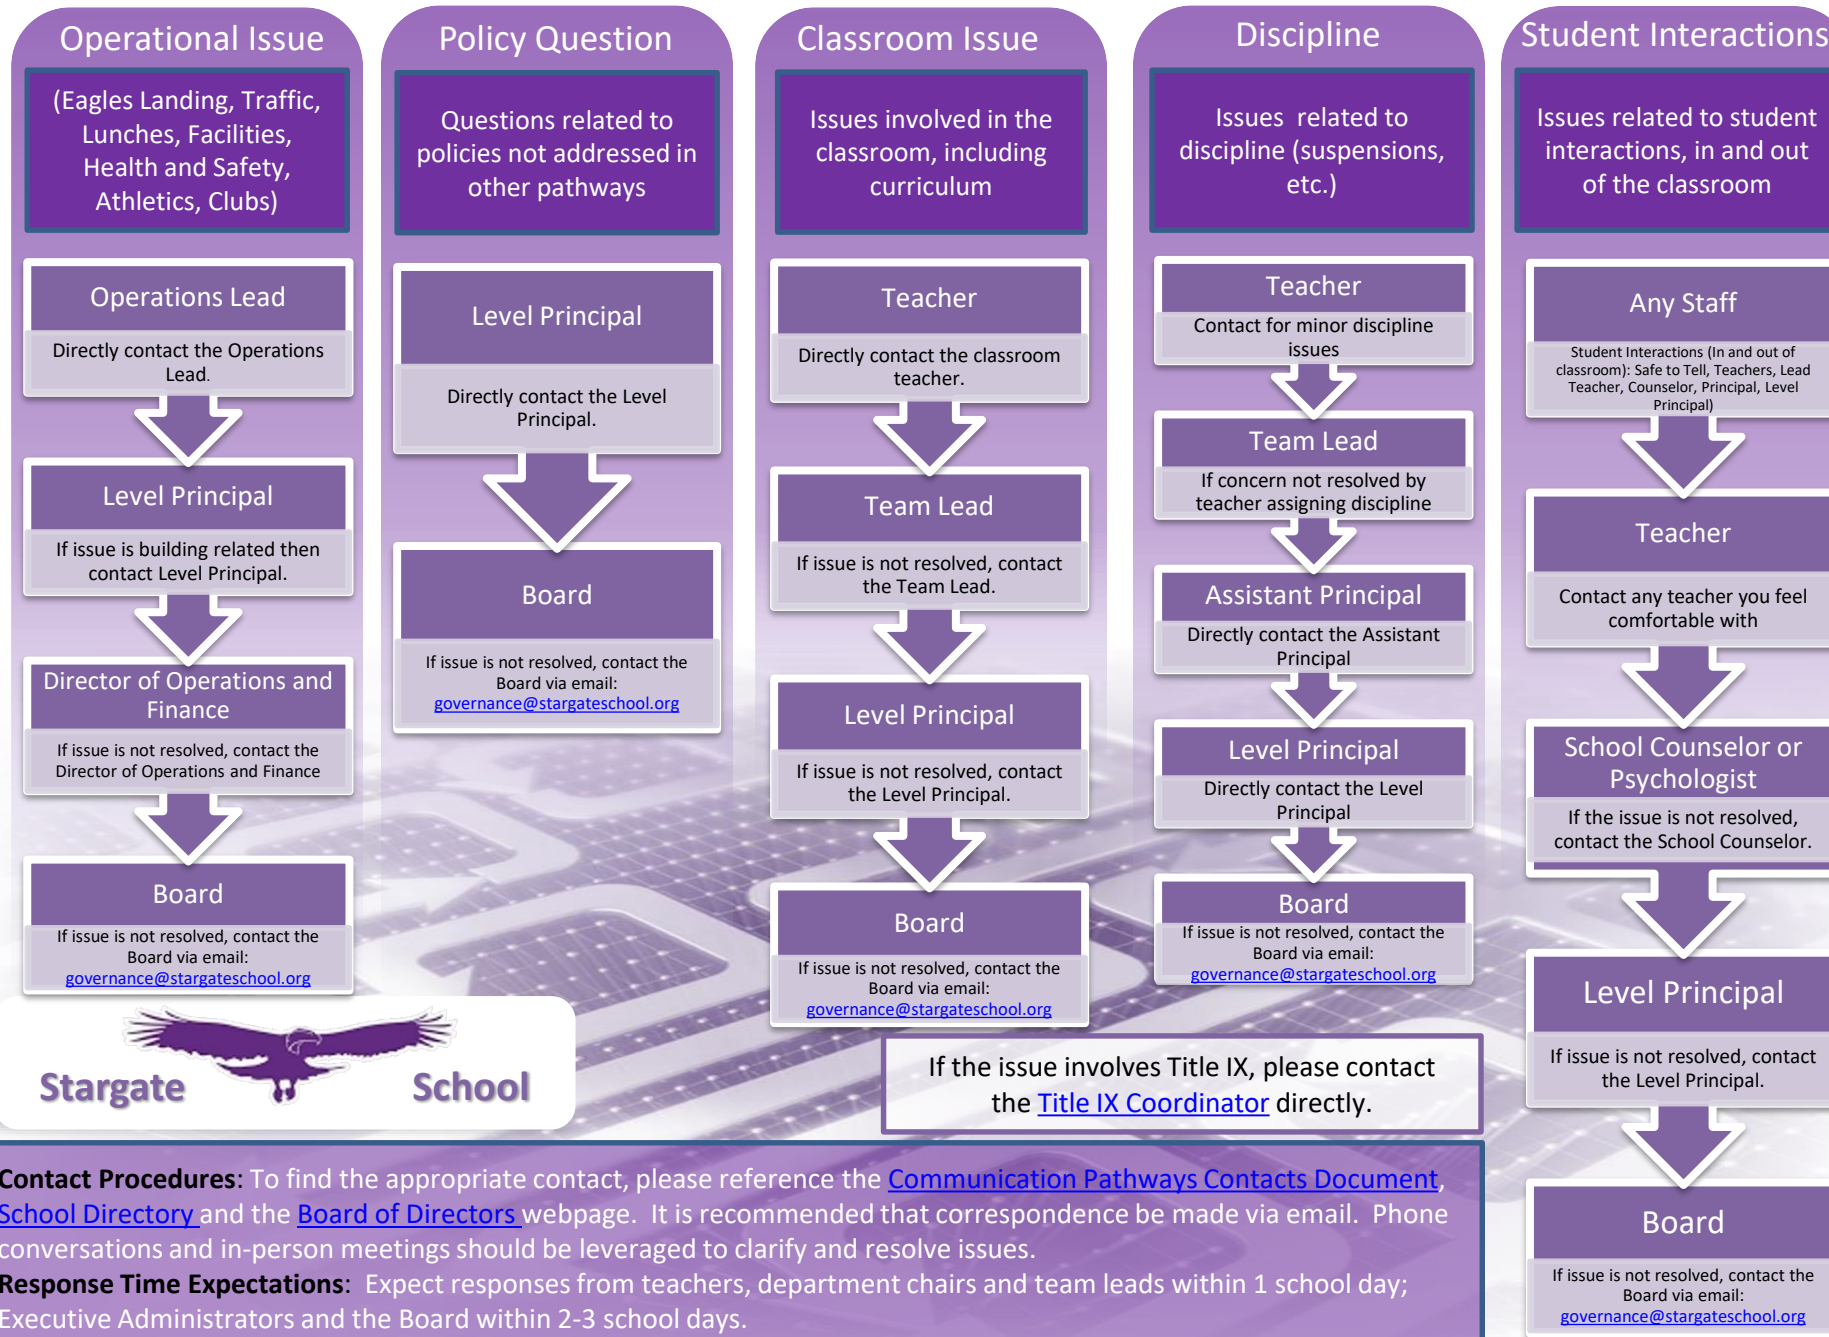 Operational Issue
(Eagles Landing, Traffic,
Lunches, Facilities,
Health and Safety,
Athletics, Clubs)
Operations Lead
Directly contact the Operations
Lead.
Level Principal
If issue is building related then
contact Level Principal.
Director of Operations and
Finance
If issue is not resolved, contact the
Director of Operations and Finance
Board
If issue is not resolved, contact the
Board via email:
governance@stargateschool.org
Policy Question
Questions related to
policies not addressed in
other pathways
Level Principal
Directly contact the Level
Principal.
Board
If issue is not resolved, contact the
Board via email:
governance@stargateschool.org
Classroom Issue
Issues involved in the
classroom, including
curriculum
Teacher
Directly contact the classroom
teacher.
Team Lead
If issue is not resolved, contact
the Team Lead.
Level Principal
If issue is not resolved, contact
the Level Principal.
Board
If issue is not resolved, contact the
Board via email:
governance@stargateschool.org
Discipline
Issues related to
discipline (suspensions,
etc.)
Teacher
Contact for minor discipline
issues
Team Lead
If concern not resolved by
teacher assigning discipline
Assistant Principal
Directly contact the Assistant
Principal
Level Principal
Directly contact the Level
Principal
Board
If issue is not resolved, contact the
Board via email:
governance@stargateschool.org
Student Interactions
Issues related to student
interactions, in and out
of the classroom
Any Staff
Student Interactions (In and out of
classroom): Safe to Tell, Teachers, Lead
Teacher, Counselor, Principal, Level
Principal)
Teacher
Contact any teacher you feel
comfortable with
School Counselor or
Psychologist
If the issue is not resolved,
contact the School Counselor.
Level Principal
If issue is not resolved, contact
the Level Principal.
Board
If issue is not resolved, contact the
Board via email:
governance@stargateschool.org
Stargate School
If the issue involves Title IX, please contact
the Title IX Coordinator directly.
Contact Procedures: To find the appropriate contact, please reference the Communication Pathways Contacts Document,
School Directory and the Board of Directors webpage. It is recommended that correspondence be made via email. Phone
conversations and in-person meetings should be leveraged to clarify and resolve issues.
Response Time Expectations: Expect responses from teachers, department chairs and team leads within 1 school day;
Executive Administrators and the Board within 2-3 school days.